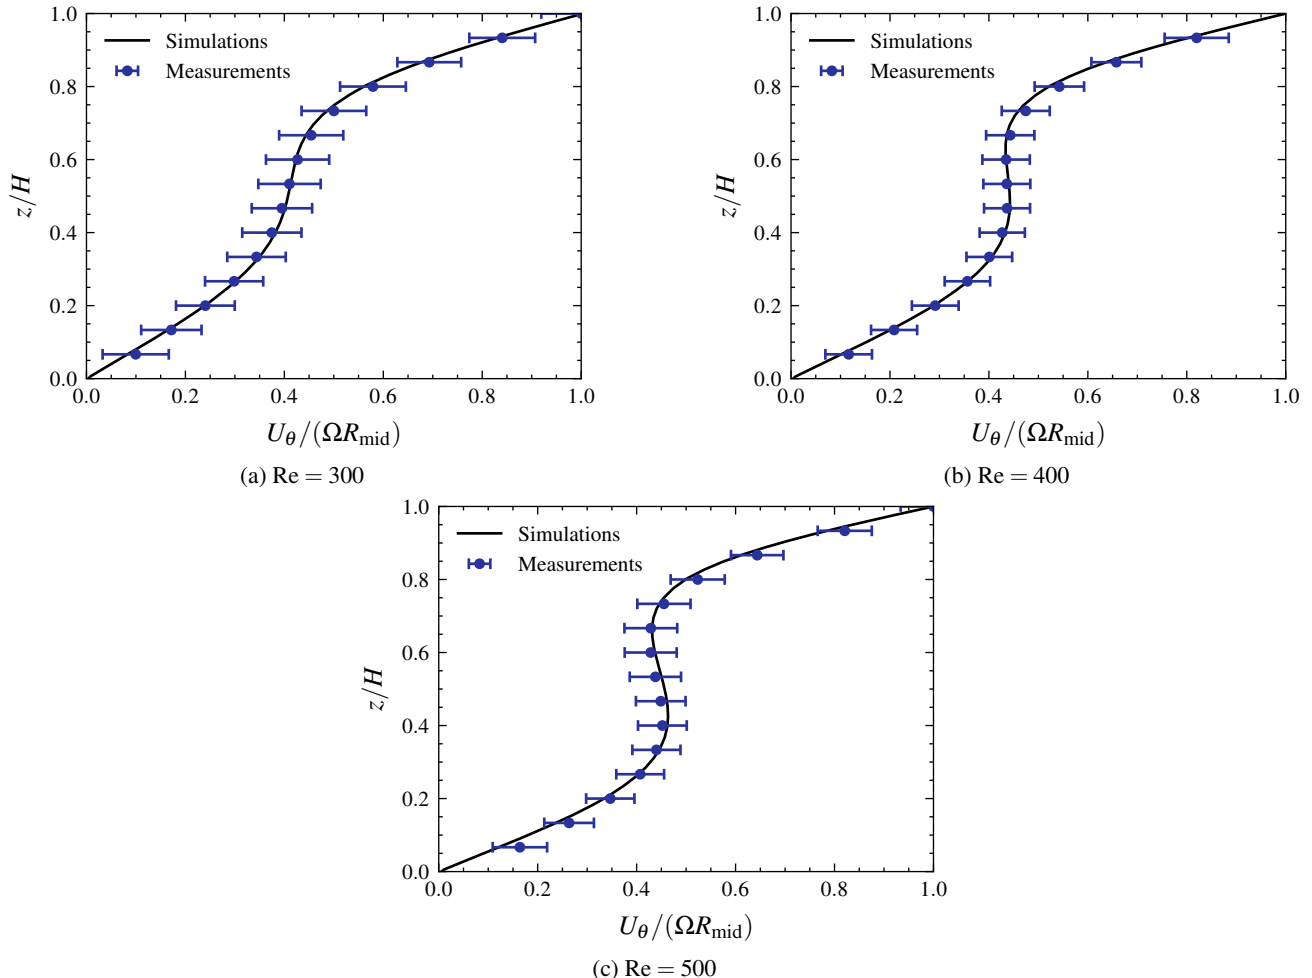 1.0
0.8
0.6
0.4
0.2
0.0
z/H
Simulations
Measurements
0.0 0.2 0.4 0.6 0.8 1.0
U_θ/(ΩR_mid)
(a) Re = 300
1.0
0.8
0.6
0.4
0.2
0.0
z/H
Simulations
Measurements
0.0 0.2 0.4 0.6 0.8 1.0
U_θ/(ΩR_mid)
(b) Re = 400
1.0
0.8
0.6
0.4
0.2
0.0
z/H
Simulations
Measurements
0.0 0.2 0.4 0.6 0.8 1.0
U_θ/(ΩR_mid)
(c) Re = 500